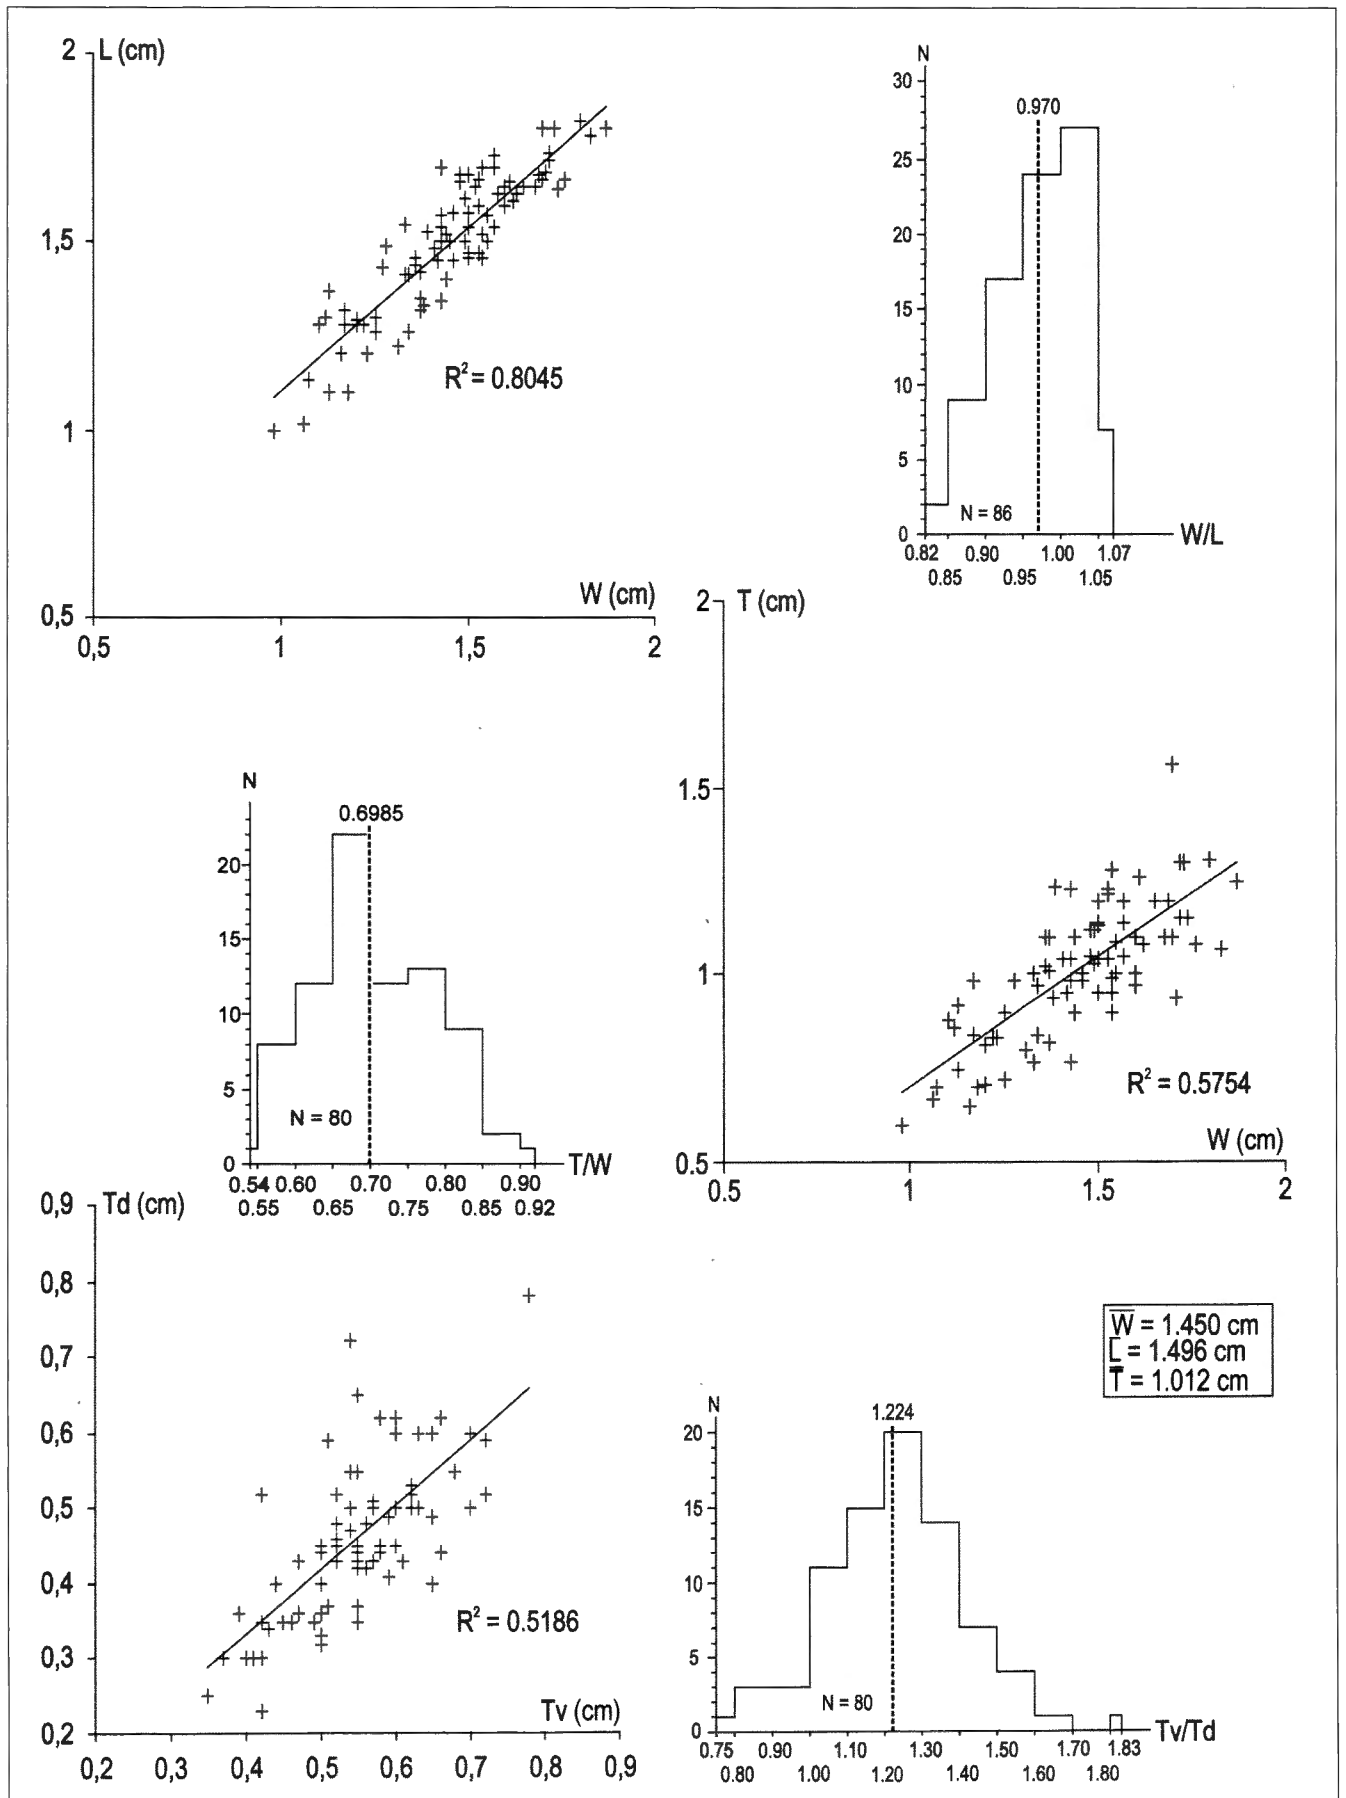 2 L (cm)
1,5
R² = 0.8045
1
W (cm)
0,5
0,5 1 1,5 2
N
30
0.970
25
20
15
10
5
N = 86
0
W/L
0.82 0.90 1.00 1.07
0.85 0.95 1.05
2 T (cm)
1.5
1
R² = 0.5754
W (cm)
0.5
0.5 1 1.5 2
N
0.6985
20
15
10
5
N = 80
0
T/W
0.54 0.60 0.70 0.80 0.90
0.55 0.65 0.75 0.85 0.92
0,9 Td (cm)
0,8
0,7
0,6
0,5
0,4
R² = 0.5186
0,3
Tv (cm)
0,2
0,2 0,3 0,4 0,5 0,6 0,7 0,8 0,9
W̅ = 1.450 cm
L̅ = 1.496 cm
T̅ = 1.012 cm
N
1.224
20
15
10
5
N = 80
0
Tv/Td
0.75 0.90 1.10 1.30 1.50 1.70 1.83
0.80 1.00 1.20 1.40 1.60 1.80